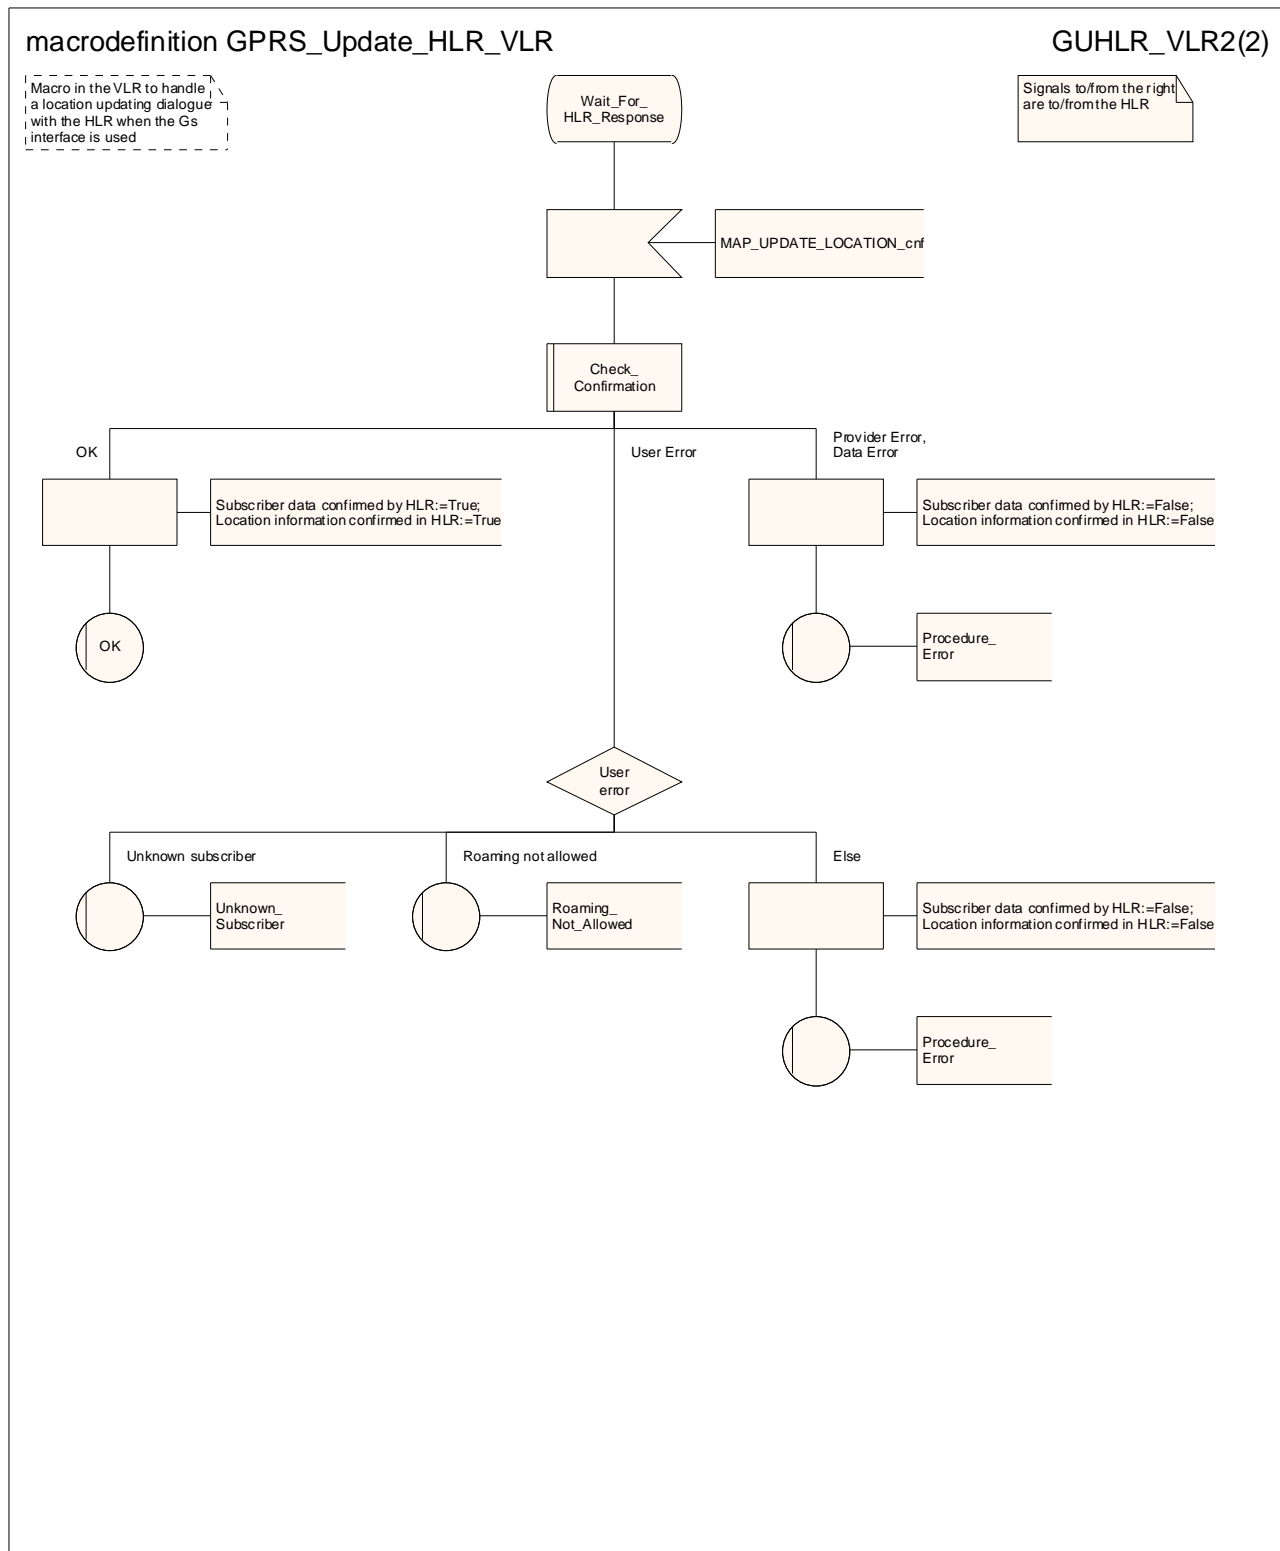 macrodefinition GPRS_Update_HLR_VLR
GUHLR_VLR2(2)
Macro in the VLR to handle
a location updating dialogue
with the HLR when the Gs
interface is used
Wait_For_
HLR_Response
Signals to/from the right
are to/from the HLR
MAP_UPDATE_LOCATION_cnf
Check_
Confirmation
OK
User Error
Provider Error,
Data Error
Subscriber data confirmed by HLR:=True;
Location information confirmed in HLR:=True
Subscriber data confirmed by HLR:=False;
Location information confirmed in HLR:=False
OK
Procedure_
Error
User
error
Unknown subscriber
Roaming not allowed
Else
Unknown_
Subscriber
Roaming_
Not_Allowed
Subscriber data confirmed by HLR:=False;
Location information confirmed in HLR:=False
Procedure_
Error